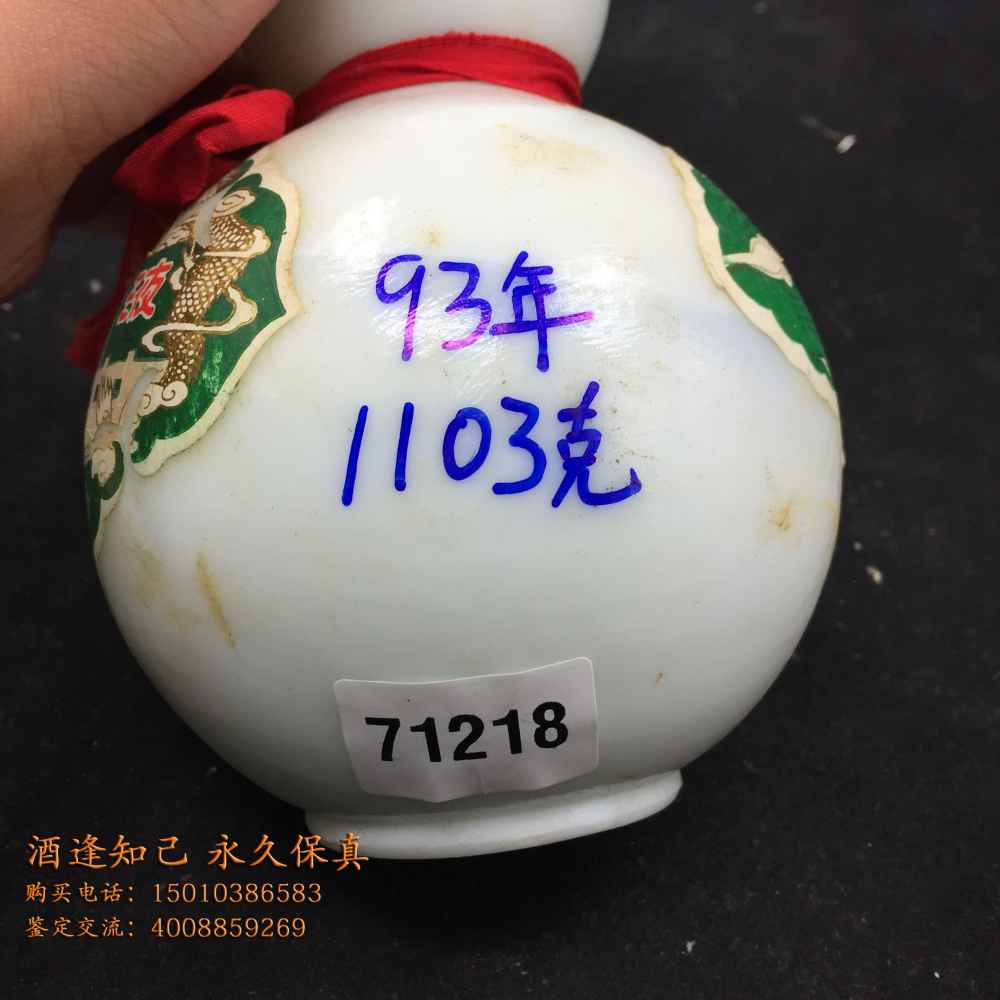 液
93年
1103克
71218
酒逢知己 永久保真
购买电话：15010386583
鉴定交流：4008859269